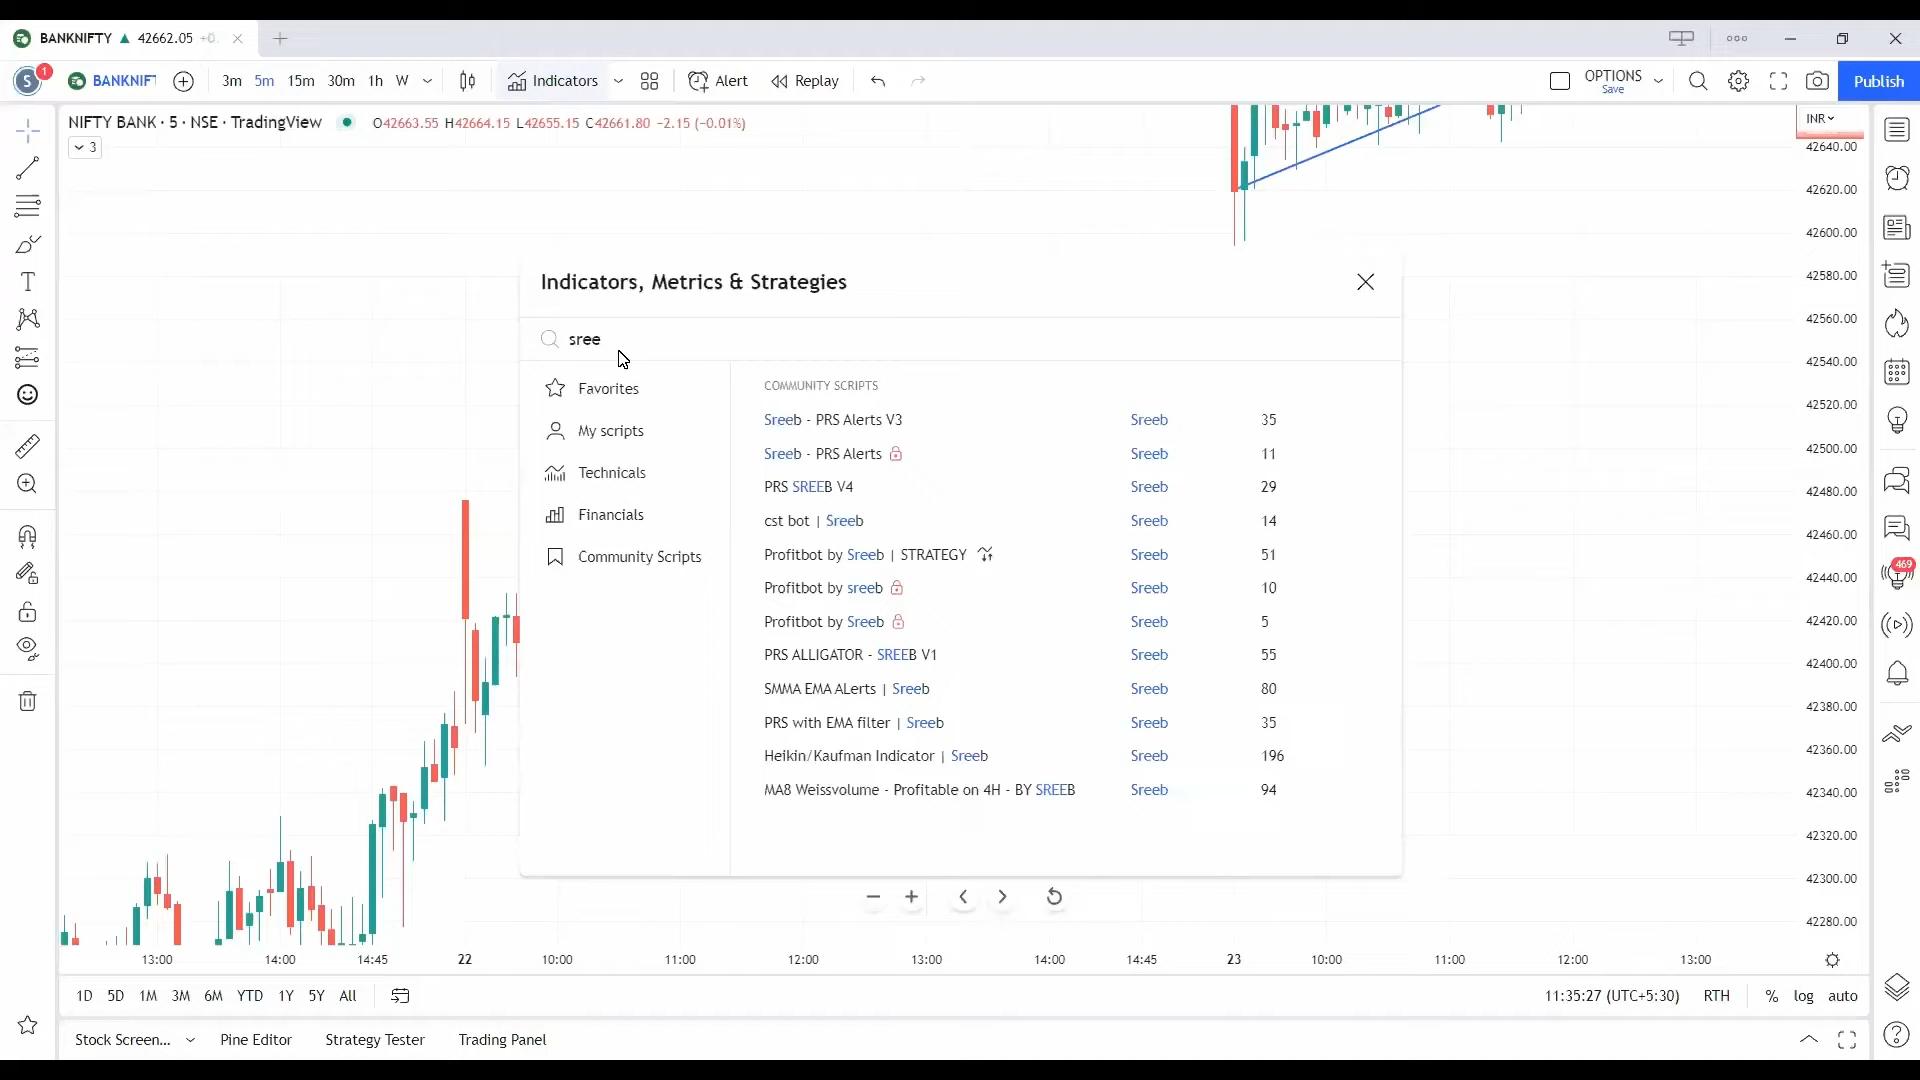 BANKNIFTY ▲ 42662.05 +0.
S 1 BANKNIFT 3m 5m 15m 30m 1h W Indicators Alert Replay OPTIONS Save Publish
NIFTY BANK · 5 · NSE · TradingView O42663.55 H42664.15 L42655.15 C42661.80 −2.15 (−0.01%)
3
INR
42640.00
42620.00
42600.00
42580.00
42560.00
42540.00
42520.00
42500.00
42480.00
42460.00
42440.00
42420.00
42400.00
42380.00
42360.00
42340.00
42320.00
42300.00
42280.00
469
Indicators, Metrics & Strategies
sree
Favorites
My scripts
Technicals
Financials
Community Scripts
COMMUNITY SCRIPTS
Sreeb - PRS Alerts V3 Sreeb 35
Sreeb - PRS Alerts Sreeb 11
PRS SREEB V4 Sreeb 29
cst bot | Sreeb Sreeb 14
Profitbot by Sreeb | STRATEGY Sreeb 51
Profitbot by sreeb Sreeb 10
Profitbot by Sreeb Sreeb 5
PRS ALLIGATOR - SREEB V1 Sreeb 55
SMMA EMA ALerts | Sreeb Sreeb 80
PRS with EMA filter | Sreeb Sreeb 35
Heikin/Kaufman Indicator | Sreeb Sreeb 196
MA8 Weissvolume - Profitable on 4H - BY SREEB Sreeb 94
13:00 14:00 14:45 22 10:00 11:00 12:00 13:00 14:00 14:45 23 10:00 11:00 12:00 13:00
1D 5D 1M 3M 6M YTD 1Y 5Y All 11:35:27 (UTC+5:30) RTH % log auto
Stock Screen... Pine Editor Strategy Tester Trading Panel